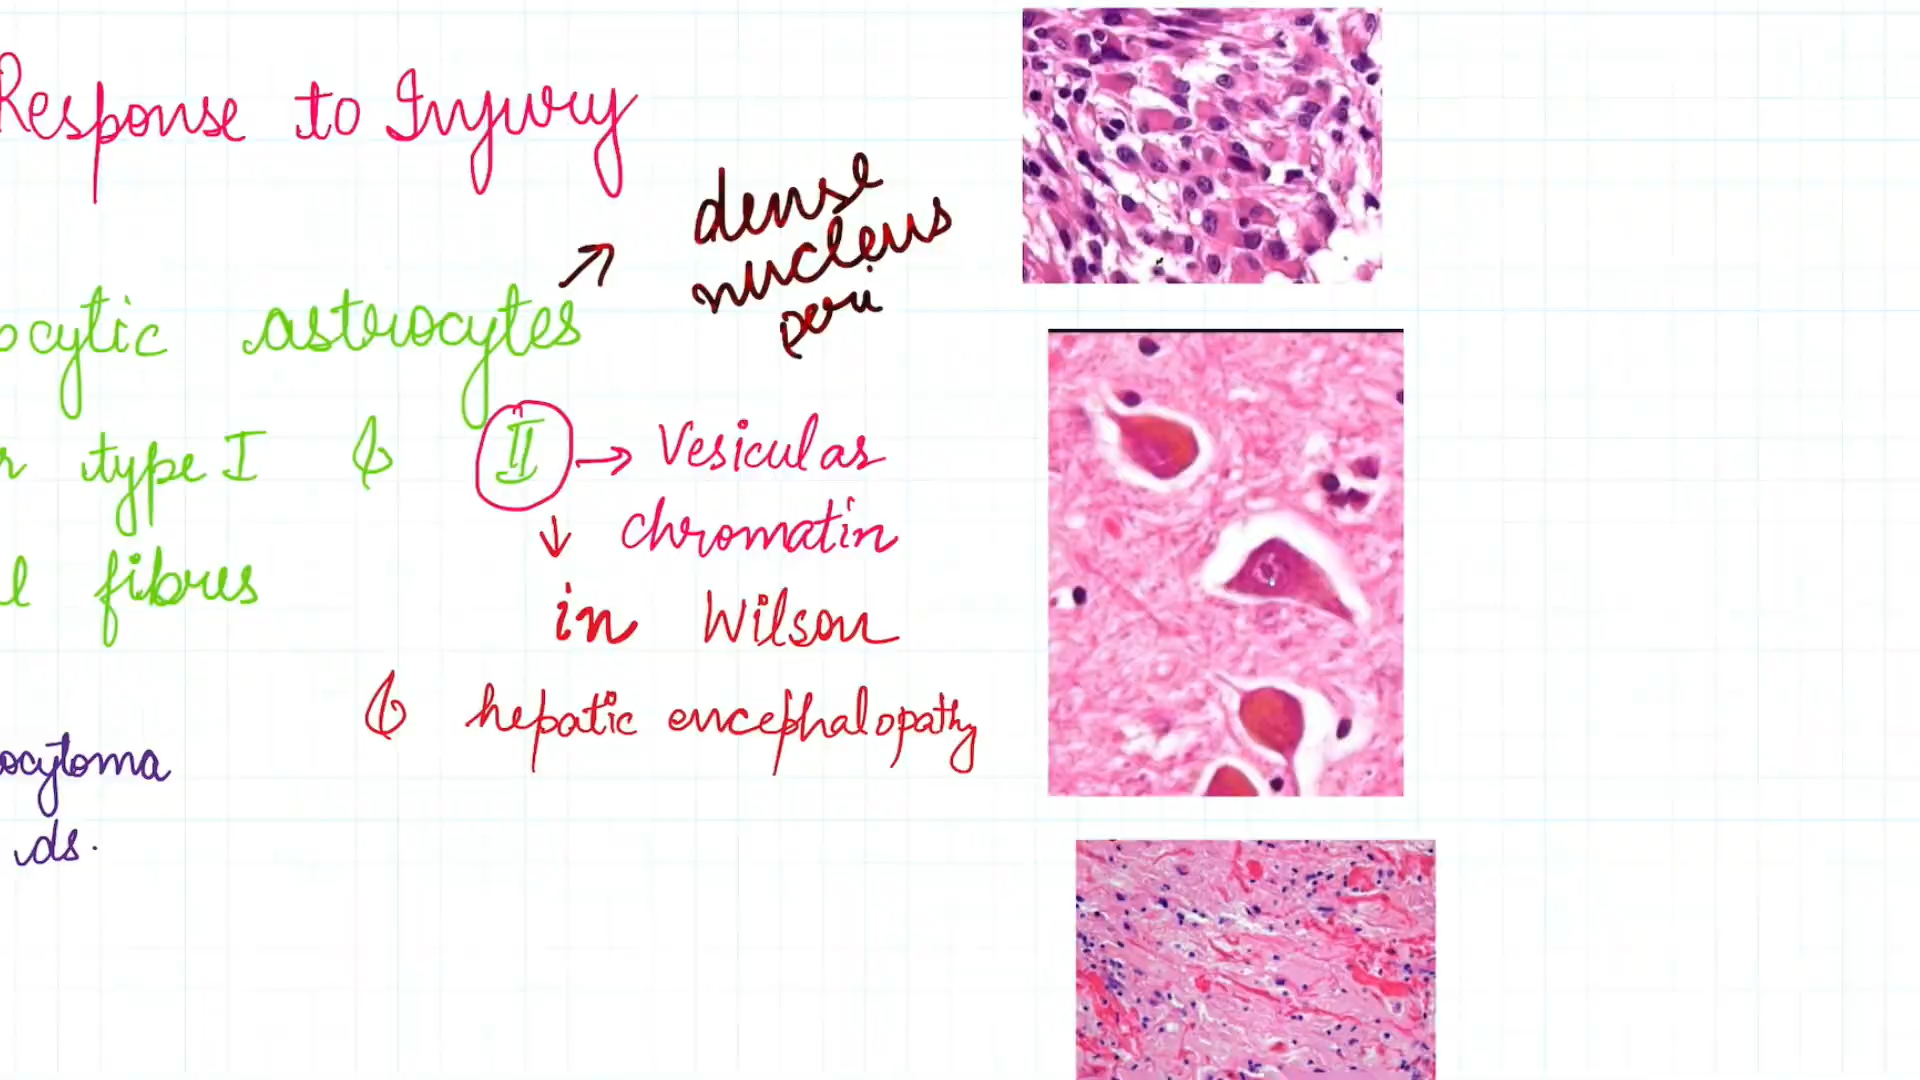 Response to Injury
dense
nucleus
peri
ocytic astrocytes
r type I & II → Vesicular
↓ chromatin
l fibres
in Wilson
& hepatic encephalopathy
ocytoma
ds.